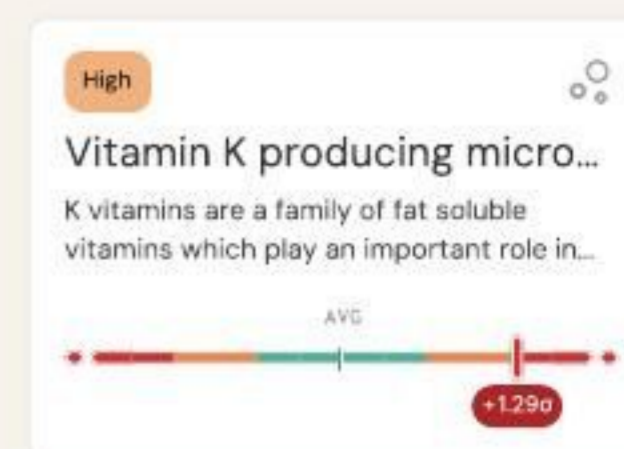 High
Vitamin K producing micro...
K vitamins are a family of fat soluble
vitamins which play an important role in...
AVG
+1.29σ